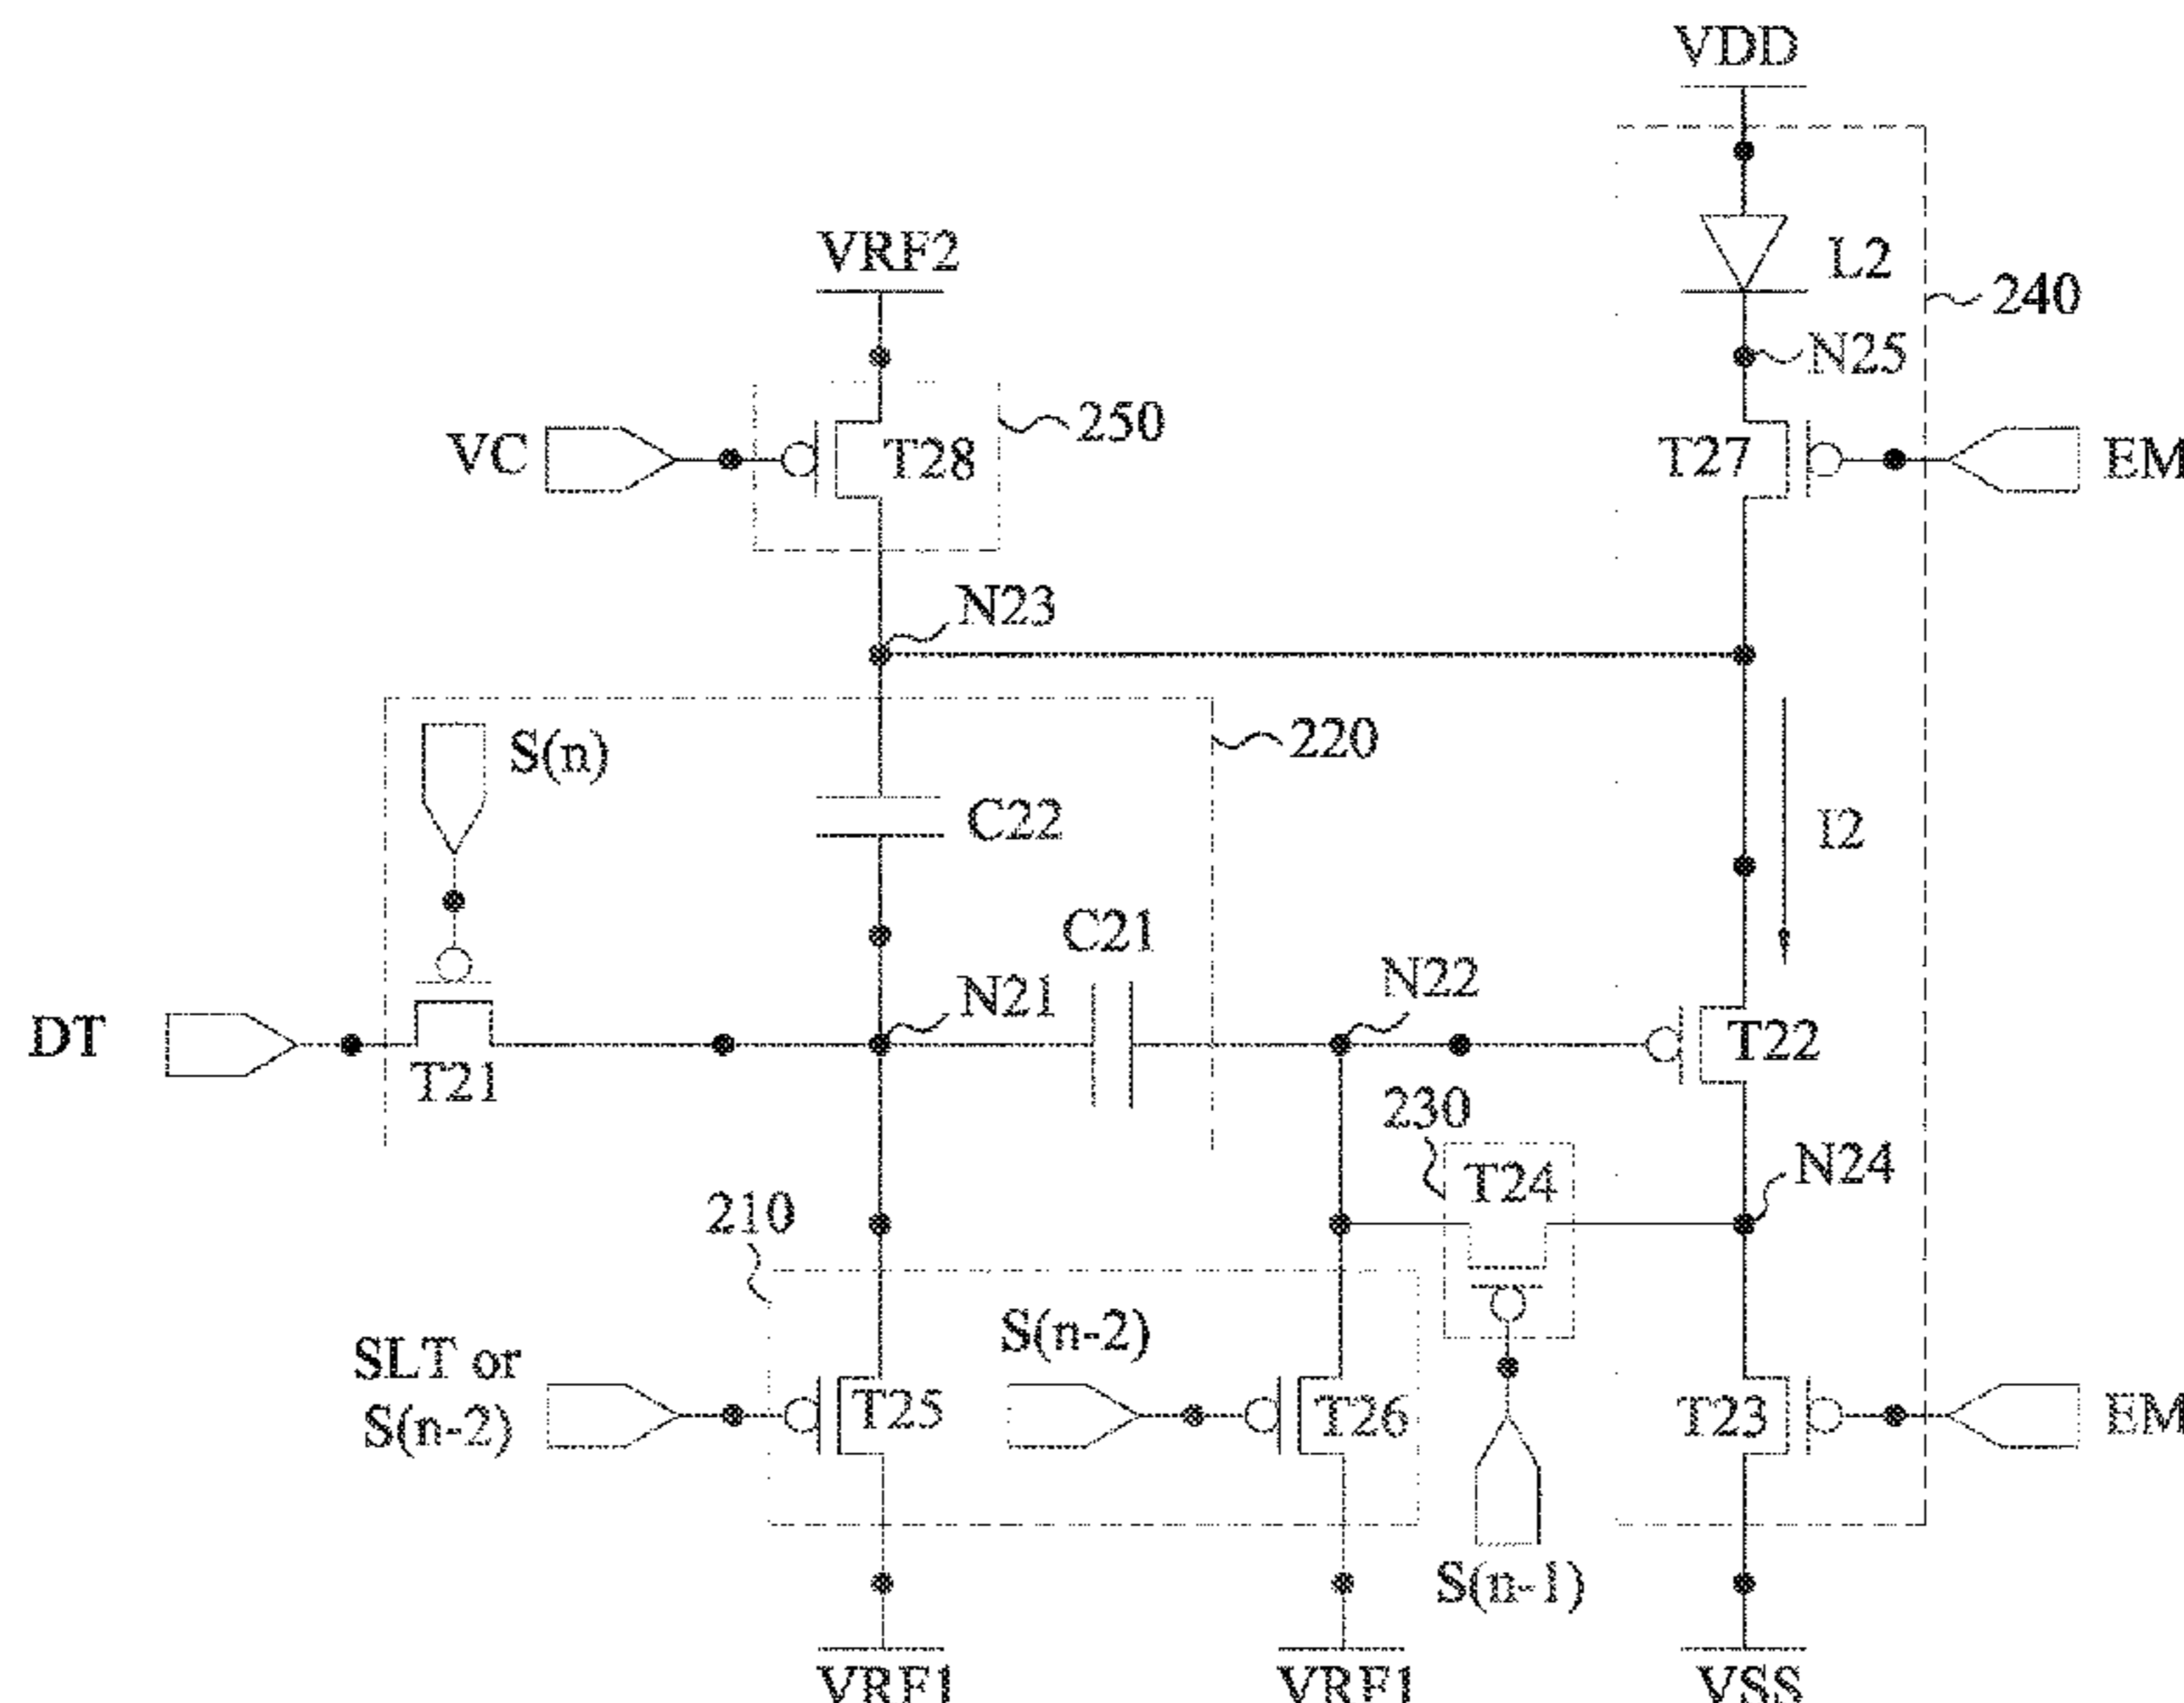 VDD
L2
240
VRF2
N25
VC
T28
250
T27
EM
N23
S(n)
220
C22
I2
C21
N21
N22
DT
T21
T22
230
T24
N24
210
SLT or
S(n-2)
T25
S(n-2)
T26
T23
EM
S(n-1)
VRF1
VRF1
VSS